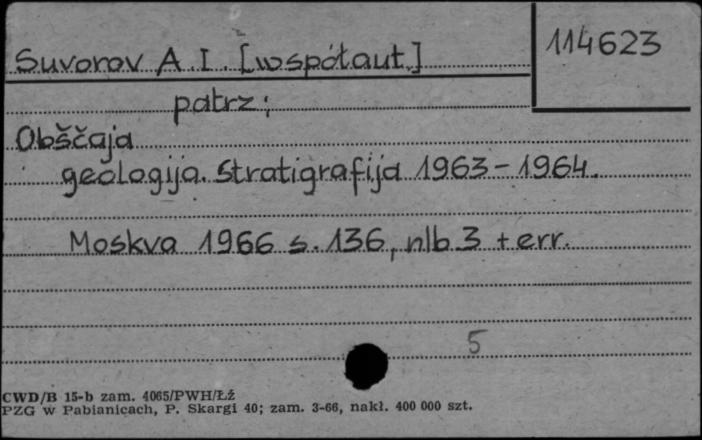 114623
Suvorov A.I. [współaut.]
patrz:
Obščaja
geologija. Stratigrafija 1963-1964.
Moskva 1966 s. 136, nlb. 3 + err.
5
CWD/B 15-b zam. 4065/PWH/Łź
PZG w Pabianicach, P. Skargi 40; zam. 3-66, nakł. 400 000 szt.